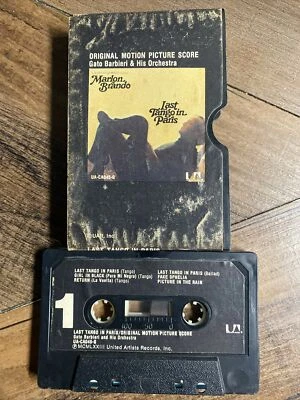 ORIGINAL MOTION PICTURE SCORE
Gato Barbieri & His Orchestra
Marlon
Brando
Last
Tango in
Paris
UA-CA045-G
UA
LAST TANGO IN PARIS
LAST TANGO IN PARIS (Tango)
GIRL IN BLACK (Para Mi Negra) (Tango)
RETURN (La Vuelta) (Tango)
LAST TANGO IN PARIS (Ballad)
FAKE OPHELIA
PICTURE IN THE RAIN
1
100 50
UA
LAST TANGO IN PARIS/ORIGINAL MOTION PICTURE SCORE
Gato Barbieri and His Orchestra
UA-CA045-G
℗ MCMLXXIII United Artists Records, Inc.